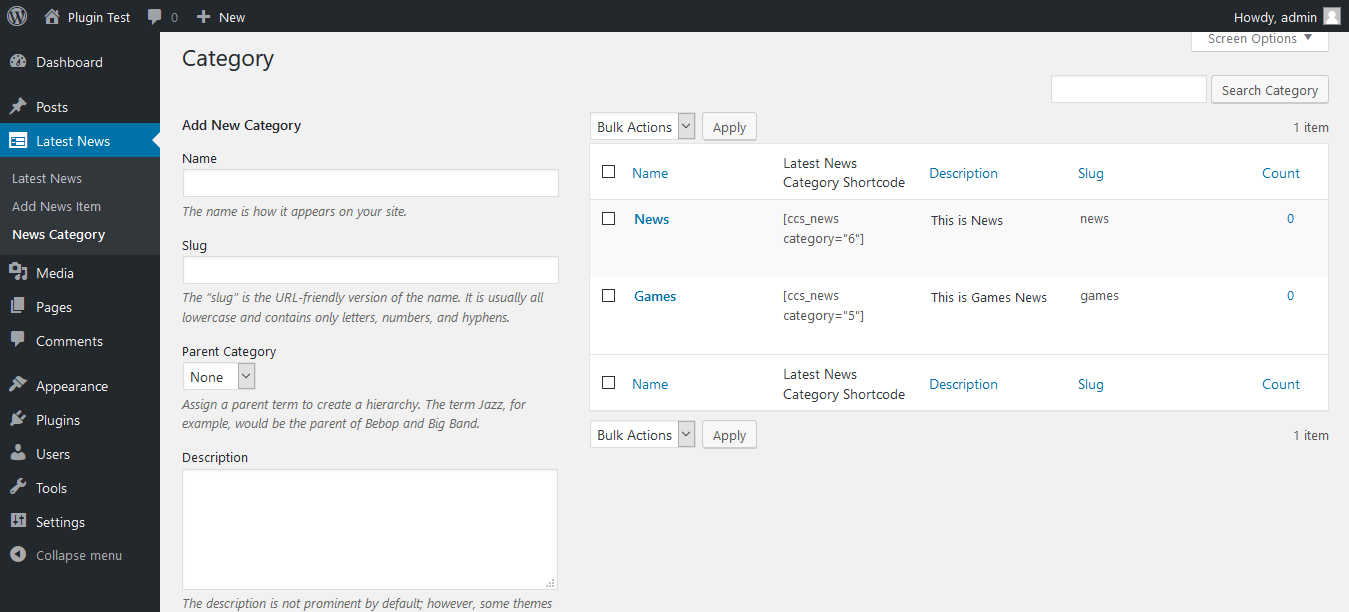 Plugin Test 0 New Howdy, admin
Screen Options
Dashboard
Posts
Latest News
Latest News
Add News Item
News Category
Media
Pages
Comments
Appearance
Plugins
Users
Tools
Settings
Collapse menu
Category
Search Category
Add New Category
Name
The name is how it appears on your site.
Slug
The “slug” is the URL-friendly version of the name. It is usually all
lowercase and contains only letters, numbers, and hyphens.
Parent Category
None
Assign a parent term to create a hierarchy. The term Jazz, for
example, would be the parent of Bebop and Big Band.
Description
The description is not prominent by default; however, some themes
Bulk Actions Apply 1 item
Name Latest News Category Shortcode Description Slug Count
News [ccs_news category="6"] This is News news 0
Games [ccs_news category="5"] This is Games News games 0
Name Latest News Category Shortcode Description Slug Count
Bulk Actions Apply 1 item